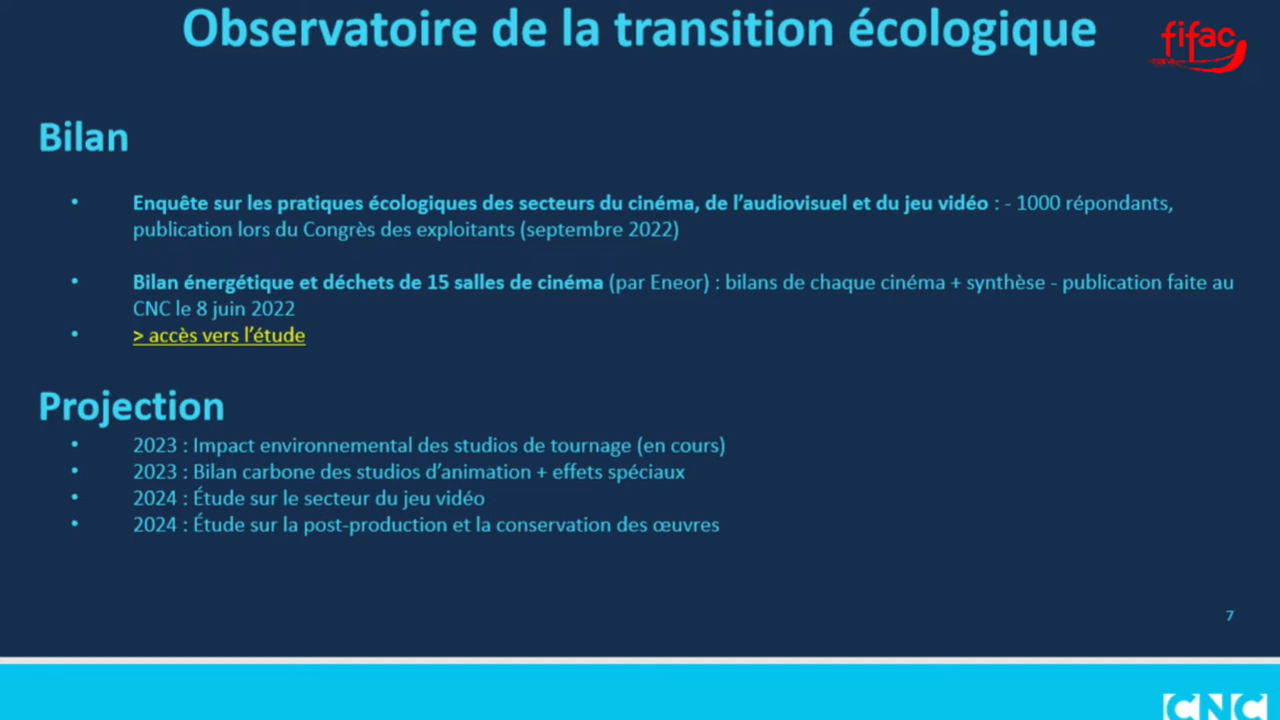 Observatoire de la transition écologique
fifac
Bilan
• Enquête sur les pratiques écologiques des secteurs du cinéma, de l’audiovisuel et du jeu vidéo : - 1000 répondants,
publication lors du Congrès des exploitants (septembre 2022)
• Bilan énergétique et déchets de 15 salles de cinéma (par Eneor) : bilans de chaque cinéma + synthèse - publication faite au
CNC le 8 juin 2022
• > accès vers l’étude
Projection
• 2023 : Impact environnemental des studios de tournage (en cours)
• 2023 : Bilan carbone des studios d’animation + effets spéciaux
• 2024 : Étude sur le secteur du jeu vidéo
• 2024 : Étude sur la post-production et la conservation des œuvres
7
CNC